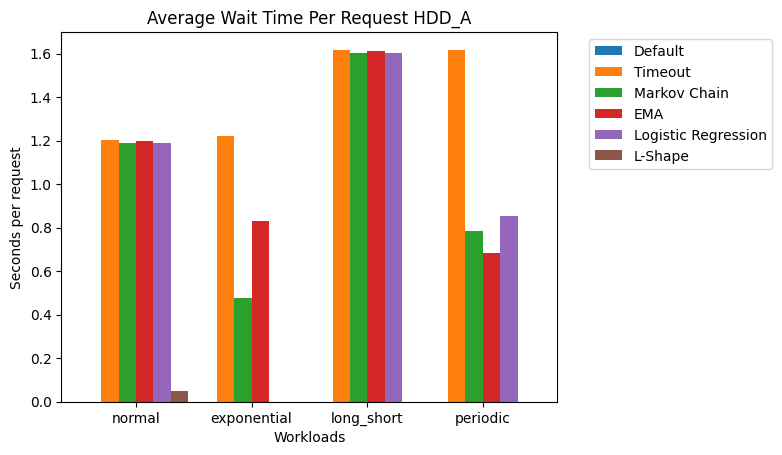 Average Wait Time Per Request HDD_A
Seconds per request
1.6
1.4
1.2
1.0
0.8
0.6
0.4
0.2
0.0
normal exponential long_short periodic
Workloads
Default
Timeout
Markov Chain
EMA
Logistic Regression
L-Shape